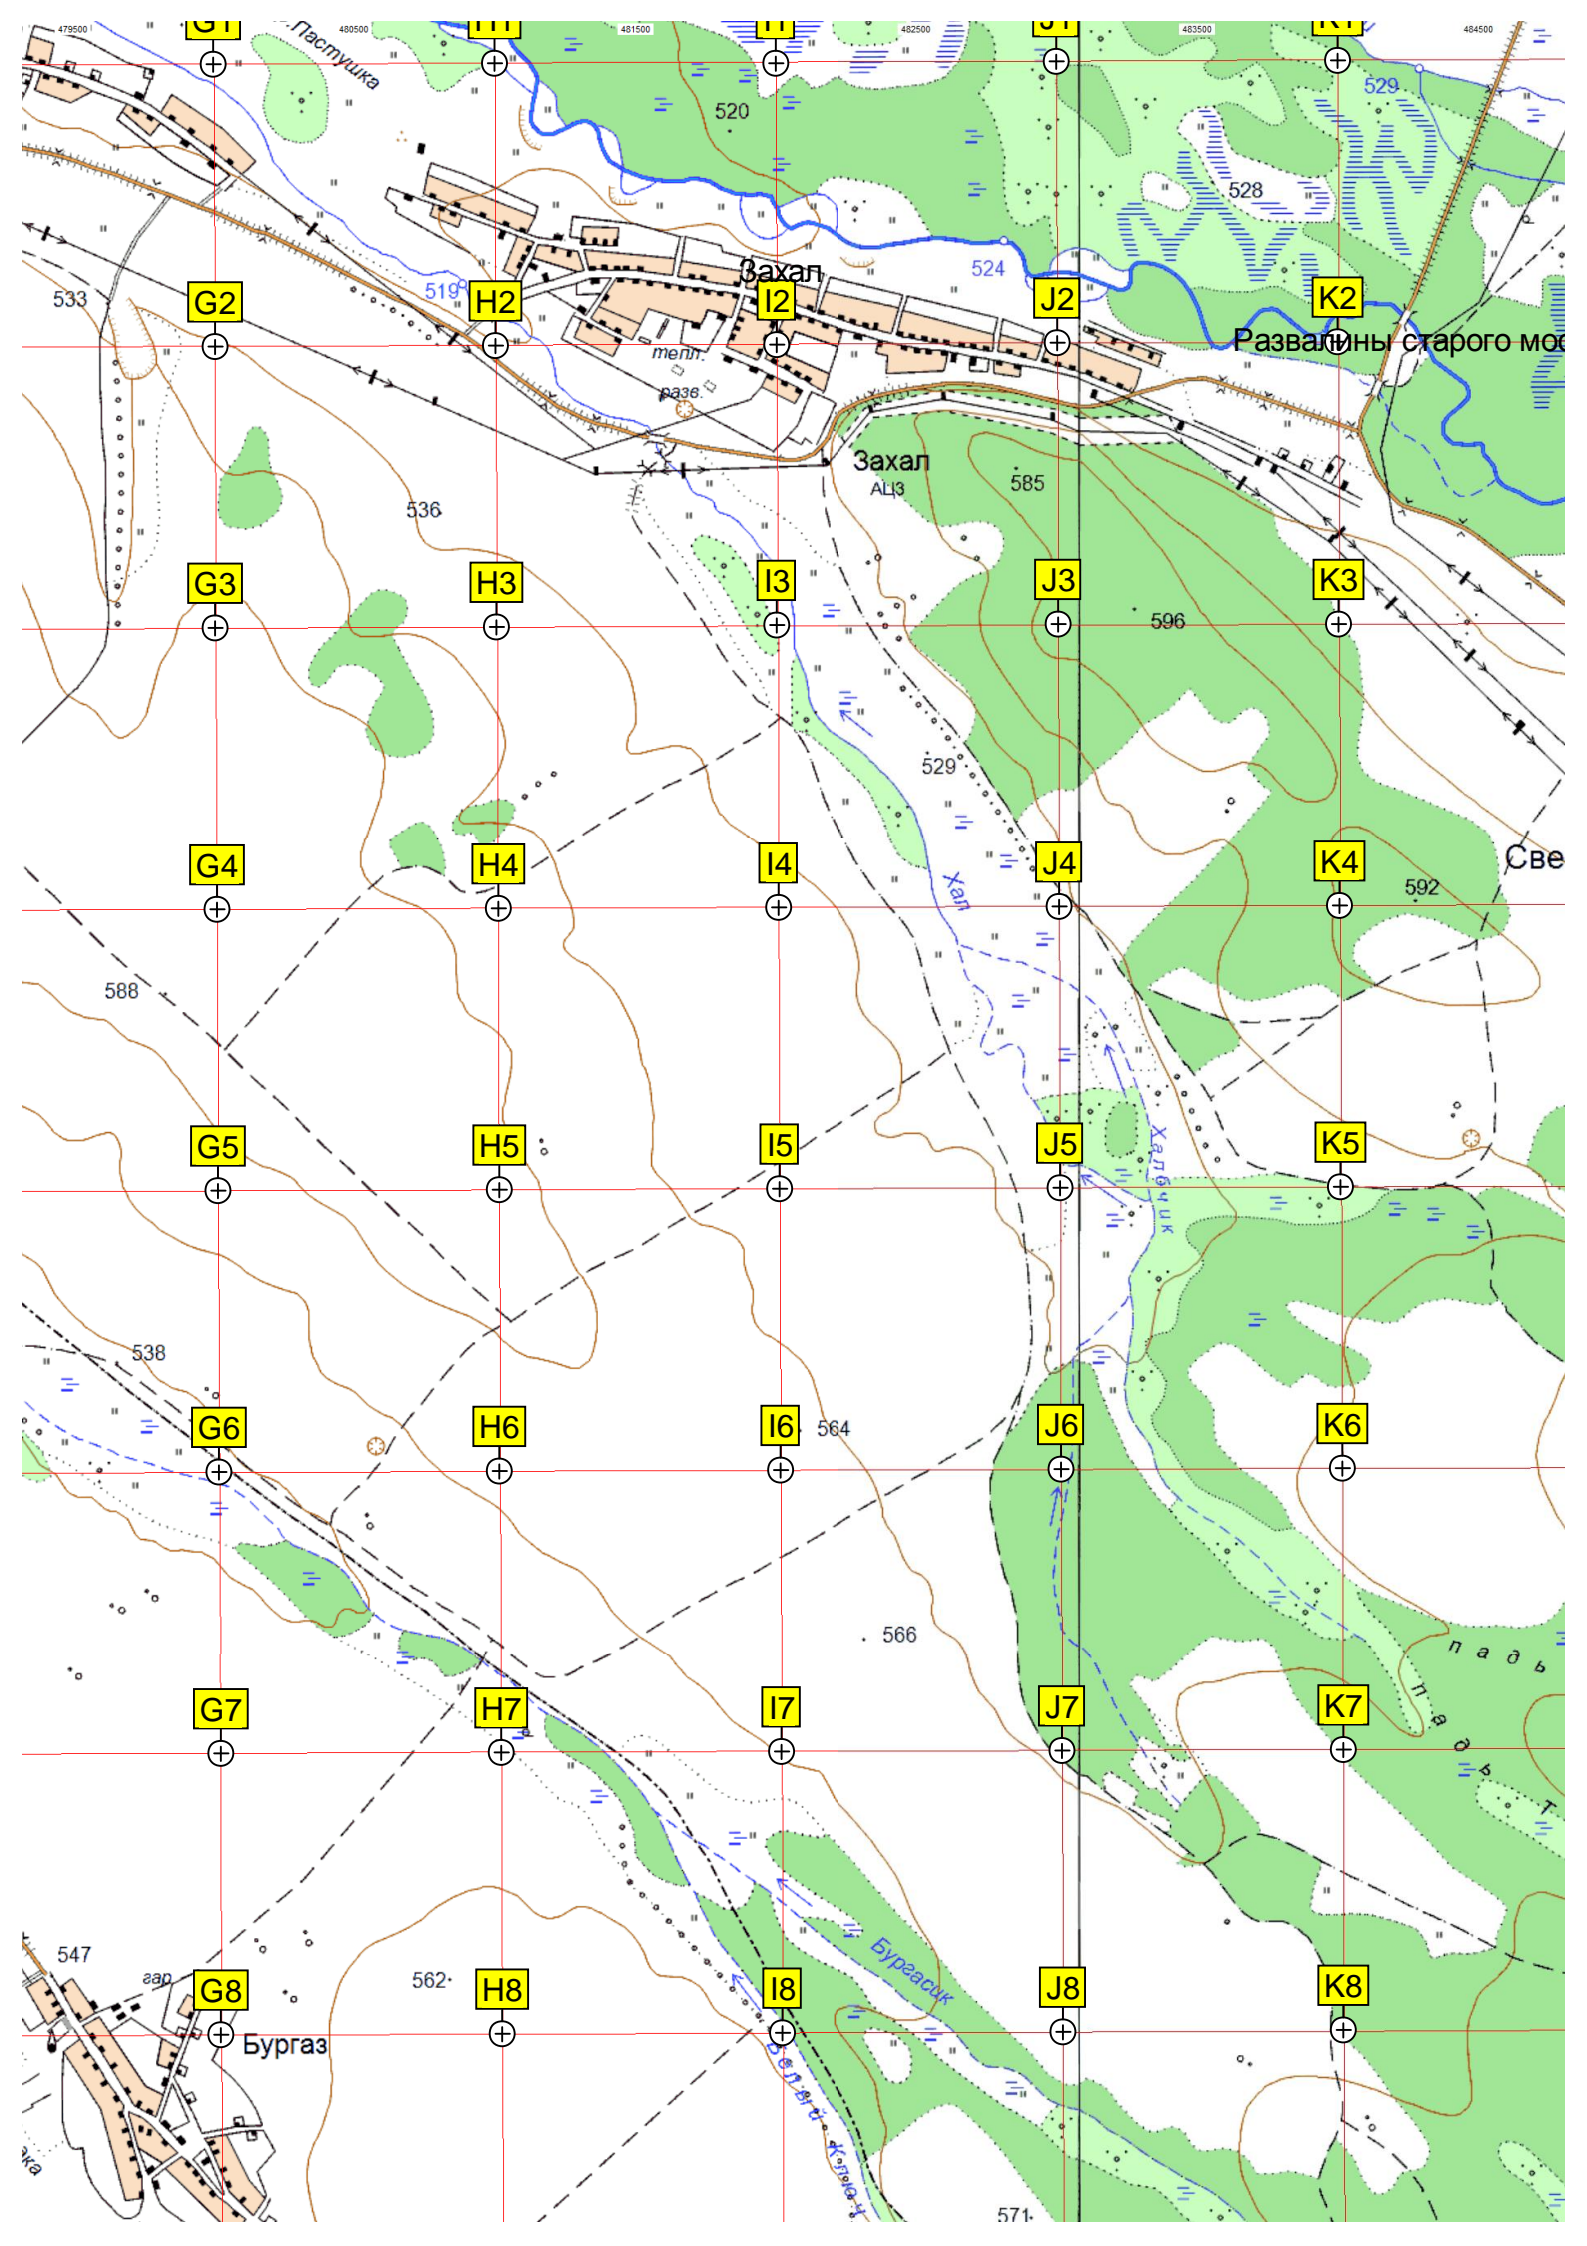 479500 480500 481500 482500 483500 484500
G1 H1 J1 K1
Пастушка
529
520
528
Захал
524
519
533
G2 H2 I2 J2 K2
Развалины старого мос
тепл.
разв.
Захал
АЦЗ
585
536
G3 H3 I3 J3 K3
596
529
G4 H4 I4 J4 K4
Све
592
Хал
588
G5 H5 I5 J5 K5
Халочик
538
G6 H6 I6 J6 K6
564
566
падь
падь
G7 H7 I7 J7 K7
Т
547
гар.
562
Бургасик
G8 H8 I8 J8 K8
Бургаз
Белый Ключ
571